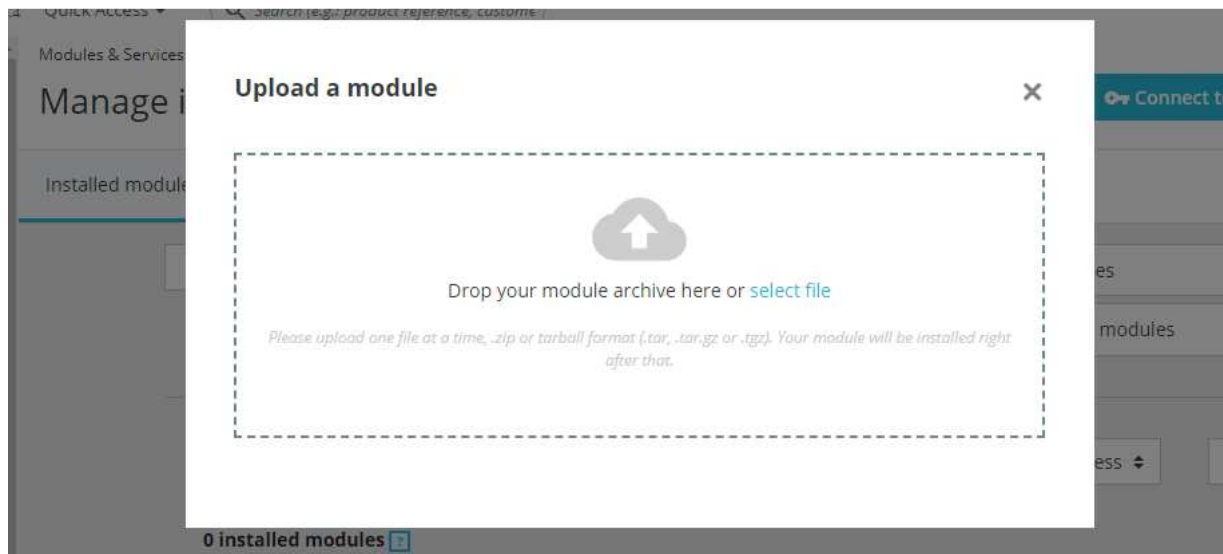 Quick Access
Search (e.g.: product reference, custome
Modules & Services
Upload a module
Manage i
Connect t
Installed module
Drop your module archive here or select file
es
Please upload one file at a time, .zip or tarball format (.tar, .tar.gz or .tgz). Your module will be installed right
after that.
modules
ess
0 installed modules ?